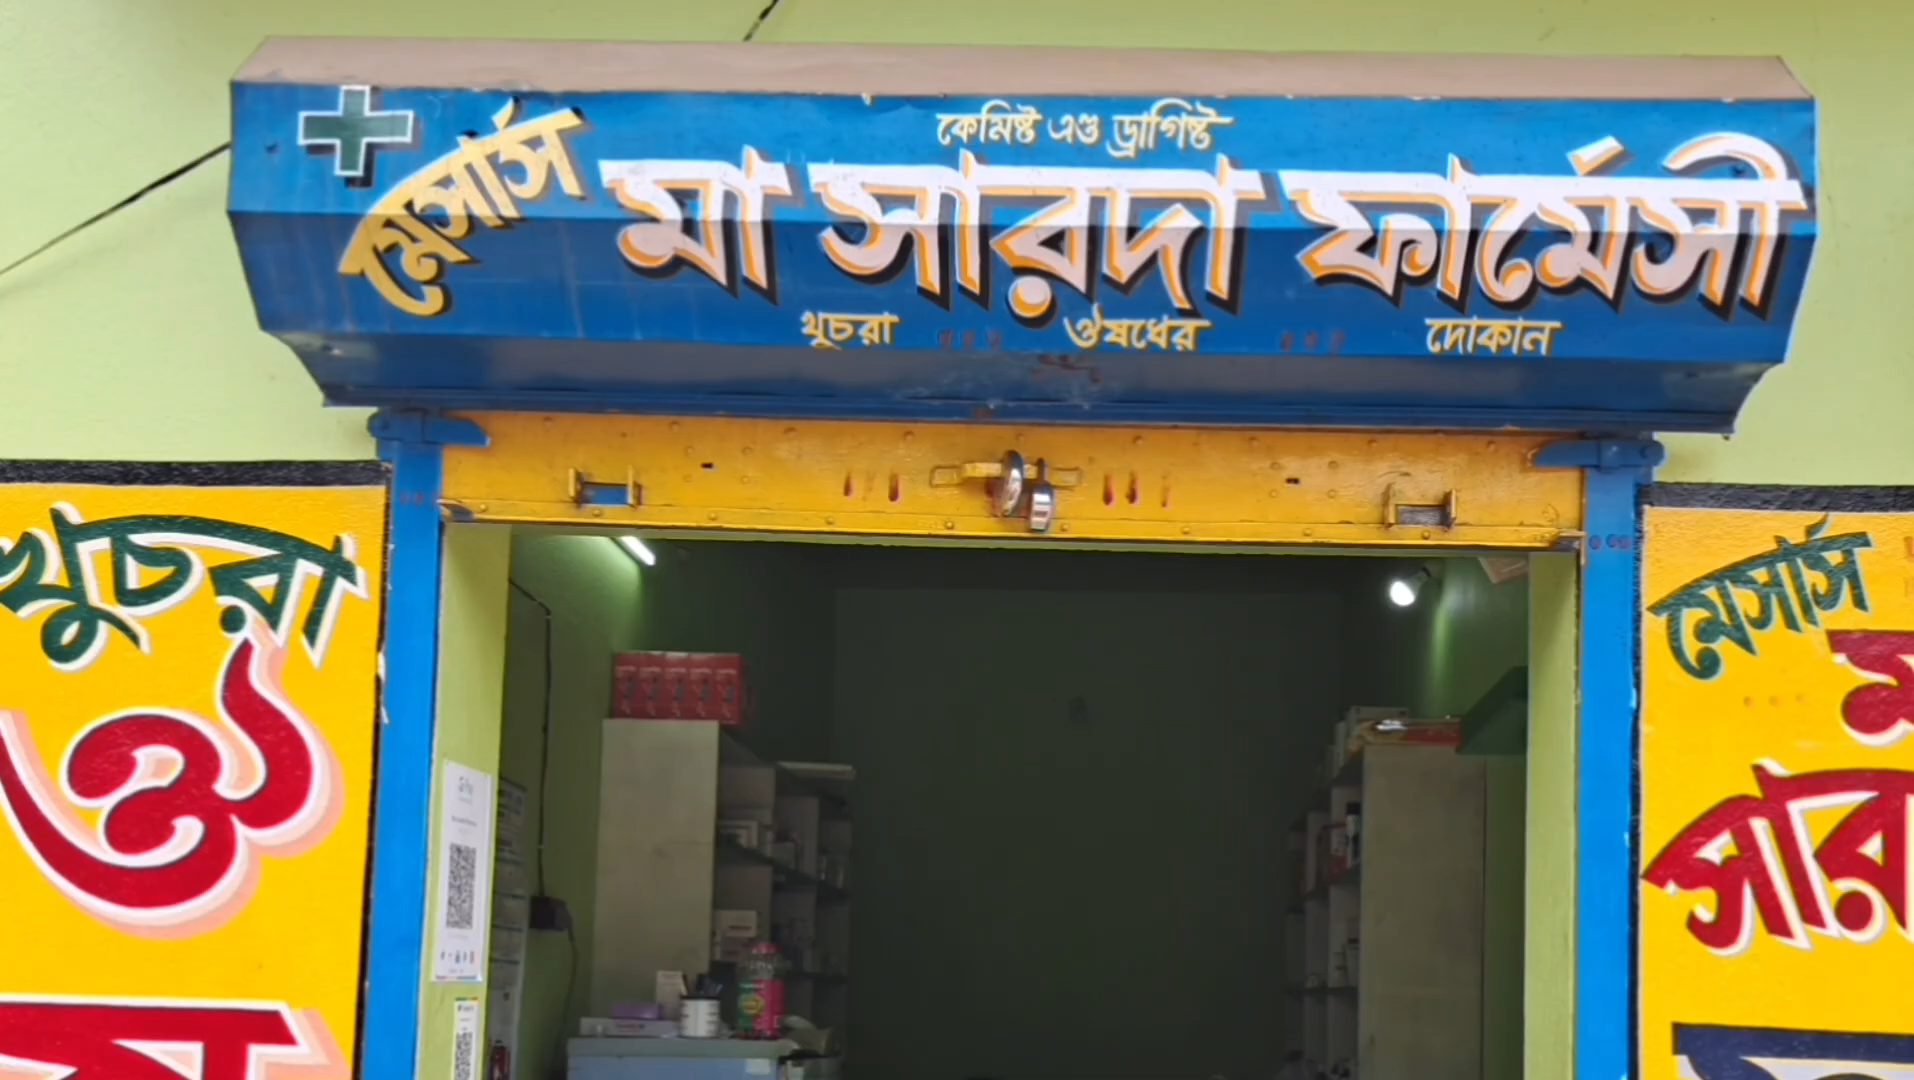 কেমিষ্ট এণ্ড ড্রাগিষ্ট
মেসার্স মা সারদা ফার্মেসী
খুচরা ঔষধের দোকান
খুচরা
ঔ
মেসার্স